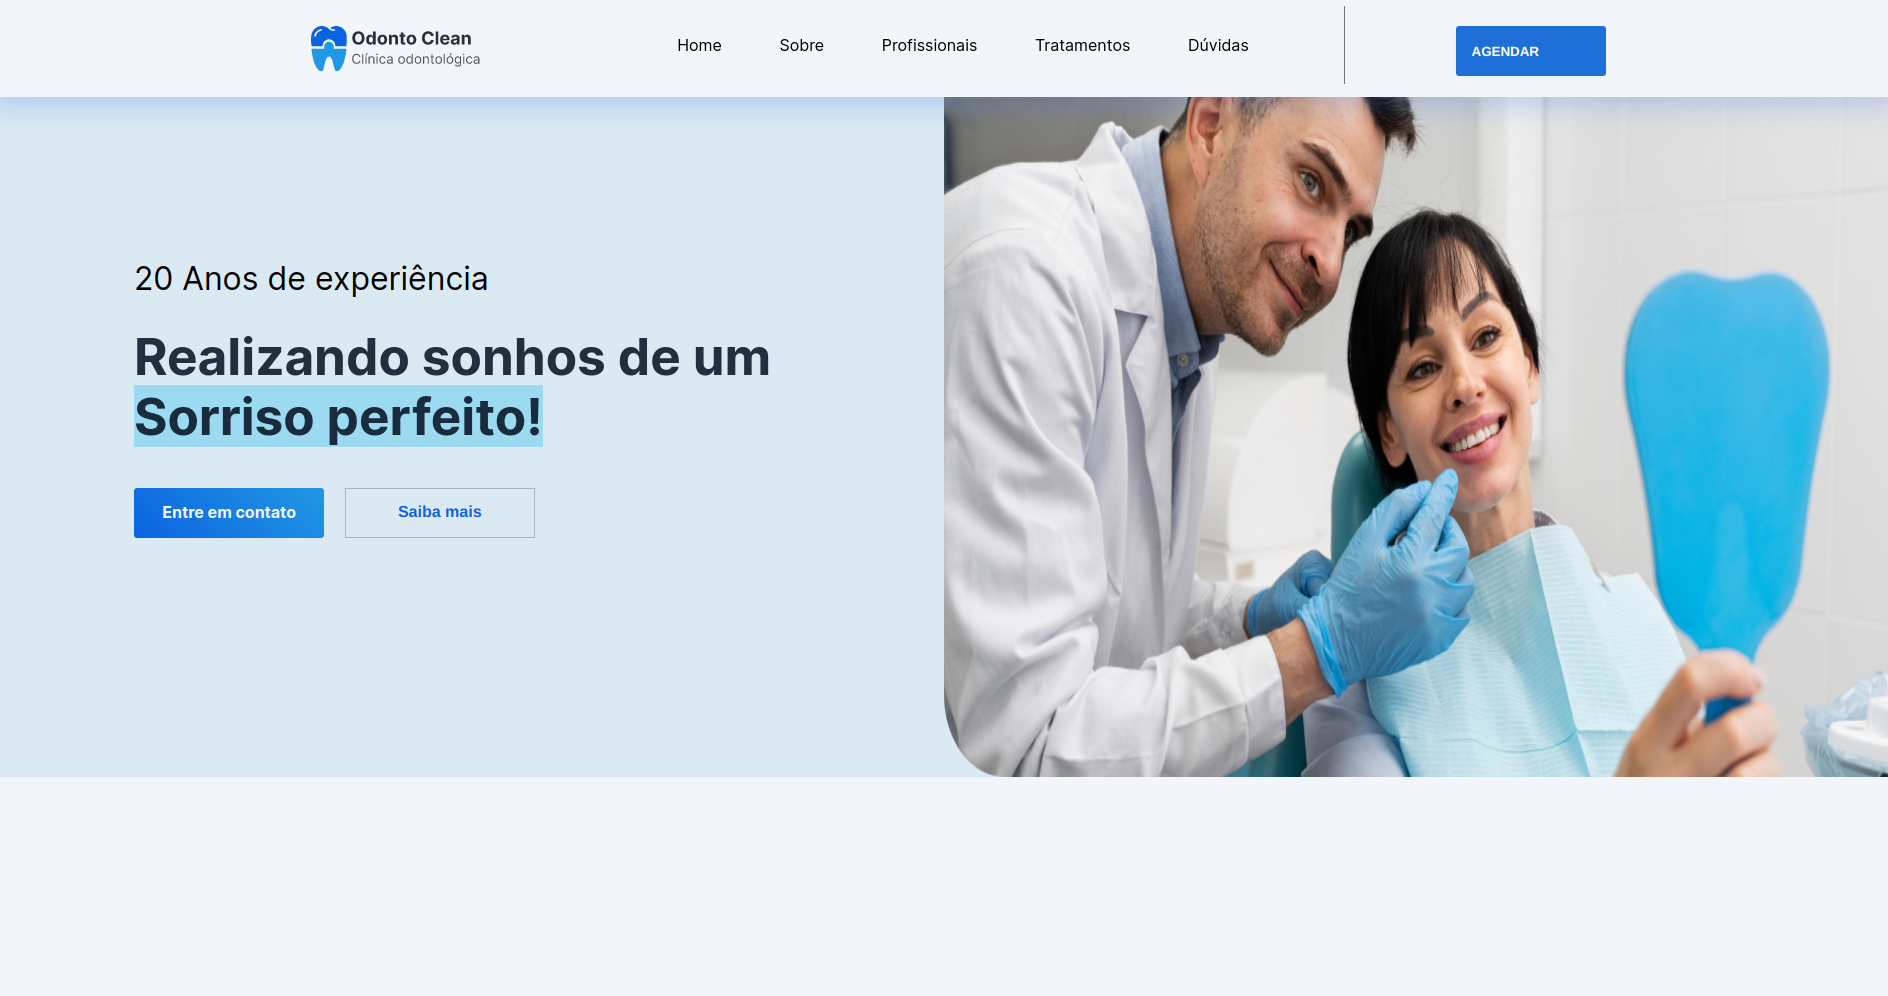 Odonto Clean
Clínica odontológica
Home
Sobre
Profissionais
Tratamentos
Dúvidas
AGENDAR
20 Anos de experiência
Realizando sonhos de um
Sorriso perfeito!
Entre em contato
Saiba mais